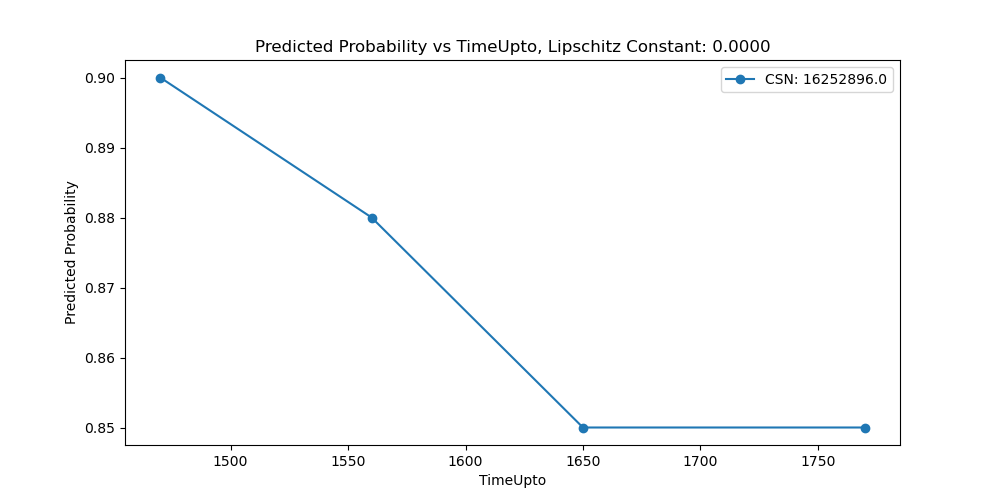 Predicted Probability vs TimeUpto, Lipschitz Constant: 0.0000
CSN: 16252896.0
0.90
0.89
0.88
0.87
0.86
0.85
Predicted Probability
1500 1550 1600 1650 1700 1750
TimeUpto